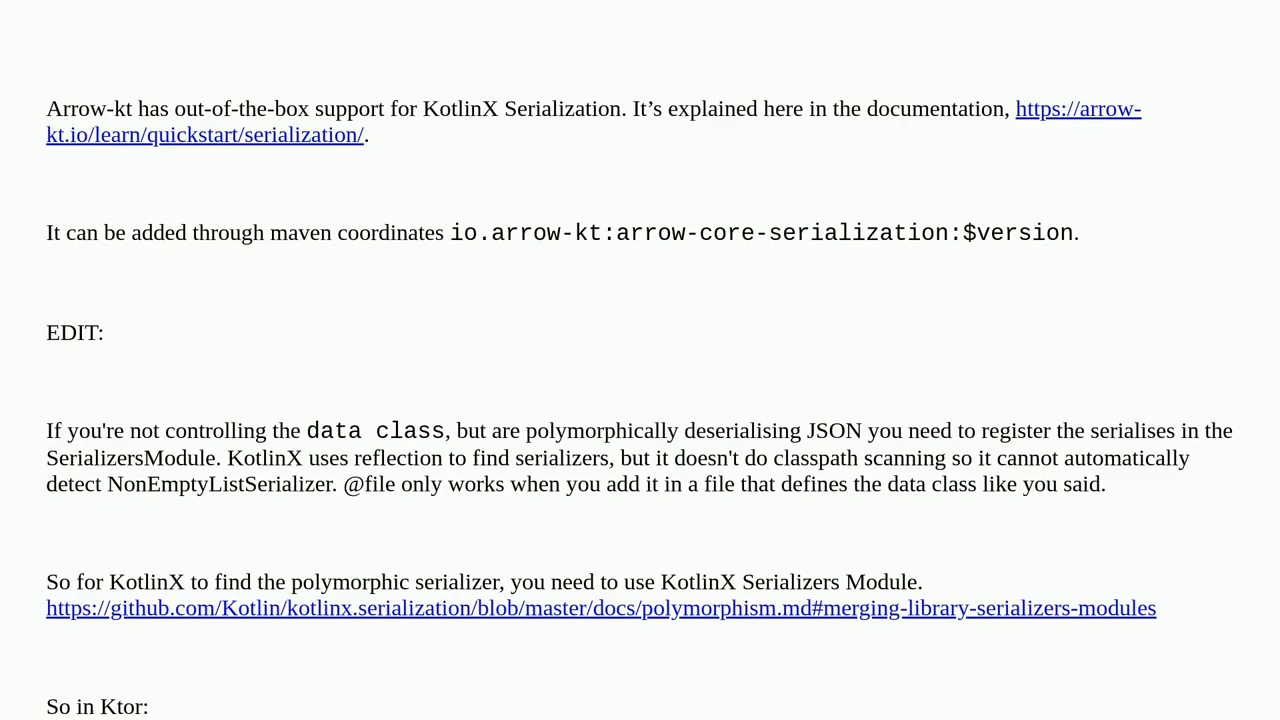 Arrow-kt has out-of-the-box support for KotlinX Serialization. It’s explained here in the documentation, https://arrow-
kt.io/learn/quickstart/serialization/.
It can be added through maven coordinates io.arrow-kt:arrow-core-serialization:$version.
EDIT:
If you're not controlling the data class, but are polymorphically deserialising JSON you need to register the serialises in the
SerializersModule. KotlinX uses reflection to find serializers, but it doesn't do classpath scanning so it cannot automatically
detect NonEmptyListSerializer. @file only works when you add it in a file that defines the data class like you said.
So for KotlinX to find the polymorphic serializer, you need to use KotlinX Serializers Module.
https://github.com/Kotlin/kotlinx.serialization/blob/master/docs/polymorphism.md#merging-library-serializers-modules
So in Ktor: